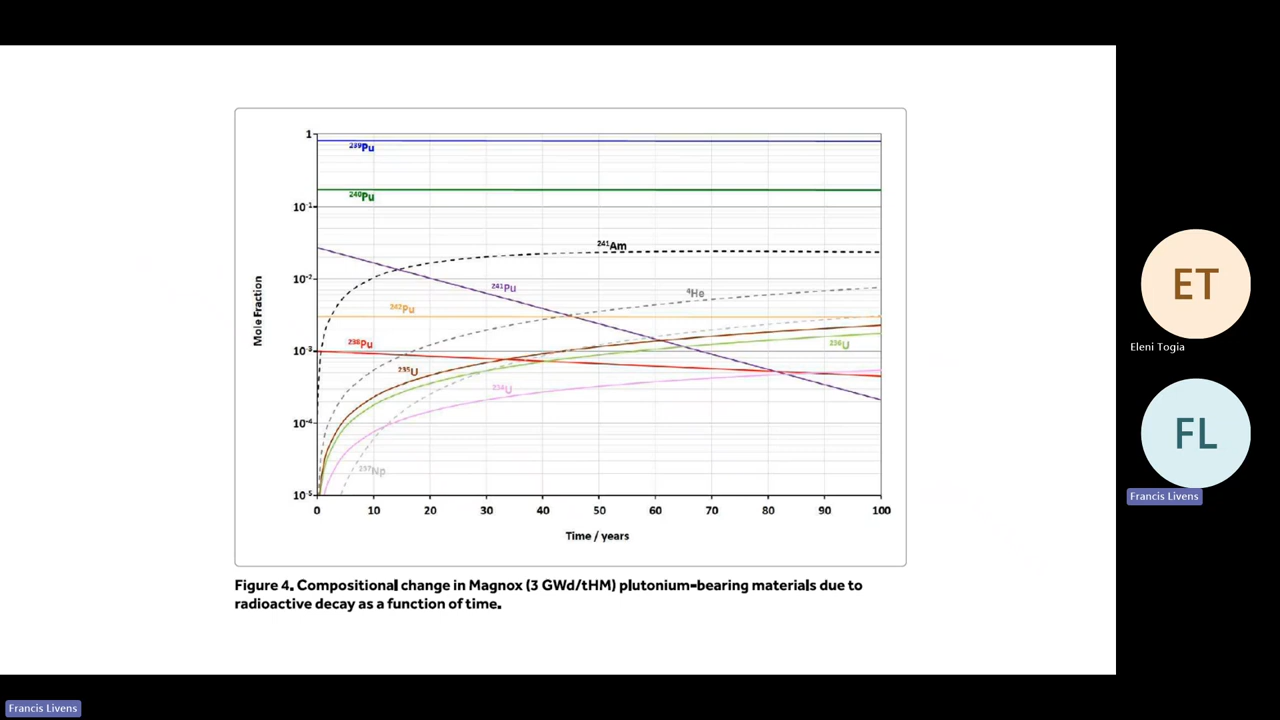 1
²³⁹Pu
²⁴⁰Pu
10⁻¹
²⁴¹Am
10⁻²
²⁴¹Pu
⁴He
²⁴²Pu
Mole Fraction
²³⁸Pu
²³⁶U
10⁻³
²³⁵U
²³⁴U
10⁻⁴
²³⁷Np
10⁻⁵
0 10 20 30 40 50 60 70 80 90 100
Time / years
Figure 4. Compositional change in Magnox (3 GWd/tHM) plutonium-bearing materials due to
radioactive decay as a function of time.
ET
Eleni Togia
FL
Francis Livens
Francis Livens